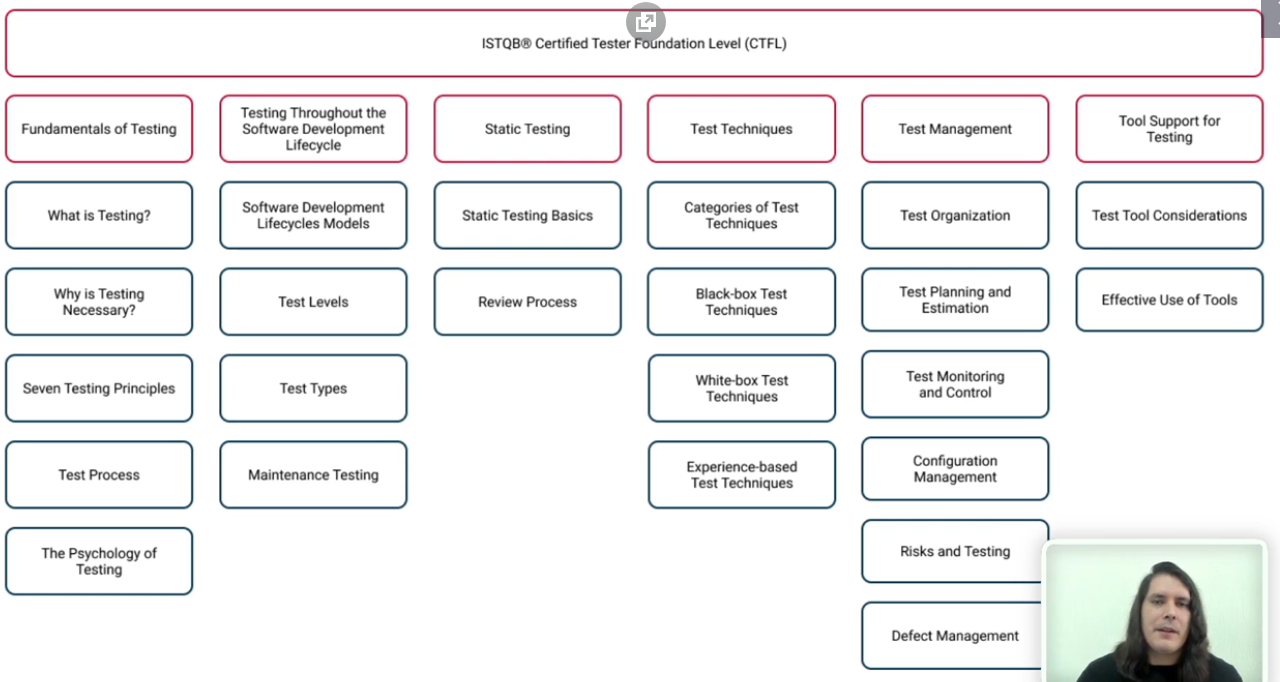 ISTQB® Certified Tester Foundation Level (CTFL)
Fundamentals of Testing
Testing Throughout the
Software Development
Lifecycle
Static Testing
Test Techniques
Test Management
Tool Support for
Testing
What is Testing?
Software Development
Lifecycles Models
Static Testing Basics
Categories of Test
Techniques
Test Organization
Test Tool Considerations
Why is Testing
Necessary?
Test Levels
Review Process
Black-box Test
Techniques
Test Planning and
Estimation
Effective Use of Tools
Seven Testing Principles
Test Types
White-box Test
Techniques
Test Monitoring
and Control
Test Process
Maintenance Testing
Experience-based
Test Techniques
Configuration
Management
The Psychology of
Testing
Risks and Testing
Defect Management